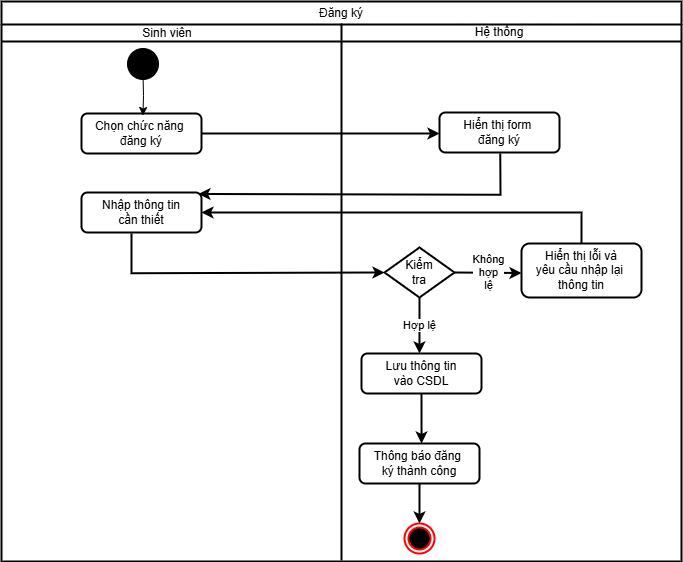 Đăng ký
Sinh viên
Hệ thống
Chọn chức năng
đăng ký
Hiển thị form
đăng ký
Nhập thông tin
cần thiết
Kiểm
tra
Không
hợp
lệ
Hiển thị lỗi và
yêu cầu nhập lại
thông tin
Hợp lệ
Lưu thông tin
vào CSDL
Thông báo đăng
ký thành công